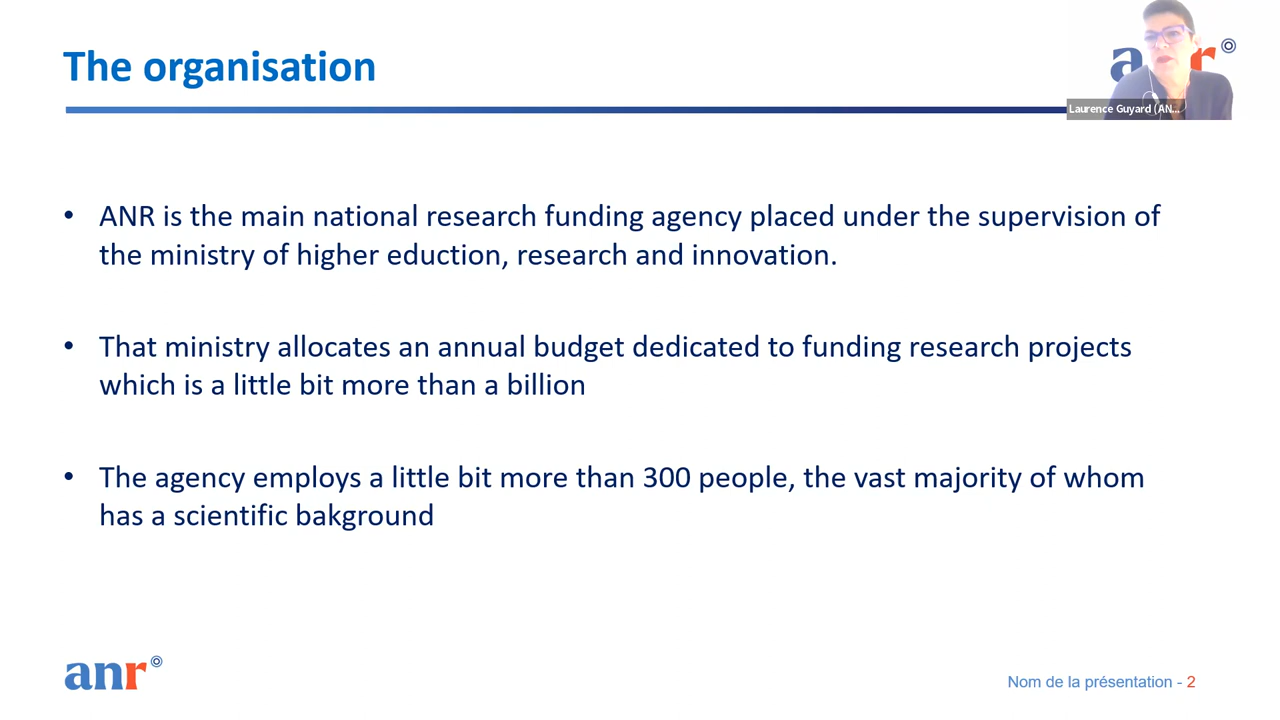 The organisation
a r
Laurence Guyard (AN...
• ANR is the main national research funding agency placed under the supervision of
the ministry of higher eduction, research and innovation.
• That ministry allocates an annual budget dedicated to funding research projects
which is a little bit more than a billion
• The agency employs a little bit more than 300 people, the vast majority of whom
has a scientific bakground
anr
Nom de la présentation - 2